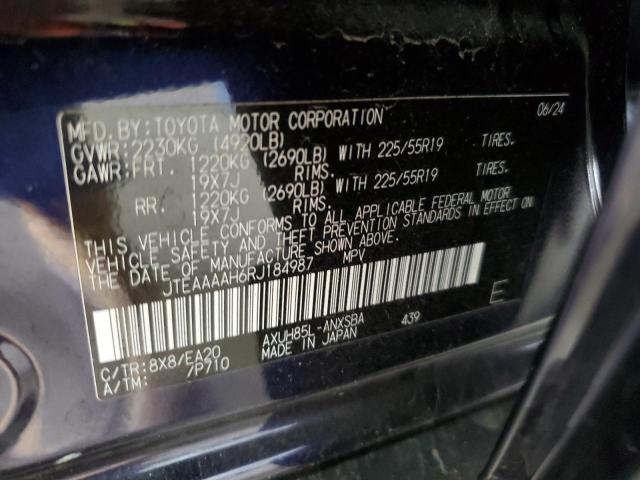 MFD. BY: TOYOTA MOTOR CORPORATION 06/24
GVWR: 2230KG (4920LB)
GAWR: FRT. 1220KG (2690LB) WITH 225/55R19 TIRES.
19X7J RIMS.
RR. 1220KG (2690LB) WITH 225/55R19 TIRES.
19X7J RIMS.
THIS VEHICLE CONFORMS TO ALL APPLICABLE FEDERAL MOTOR
VEHICLE SAFETY AND THEFT PREVENTION STANDARDS IN EFFECT ON
THE DATE OF MANUFACTURE SHOWN ABOVE.
JTEAAAAH6RJ184987 MPV
E
C/TR: 8X8/EA20 AXUH85L-ANXSBA 439
A/TM: /P710 MADE IN JAPAN